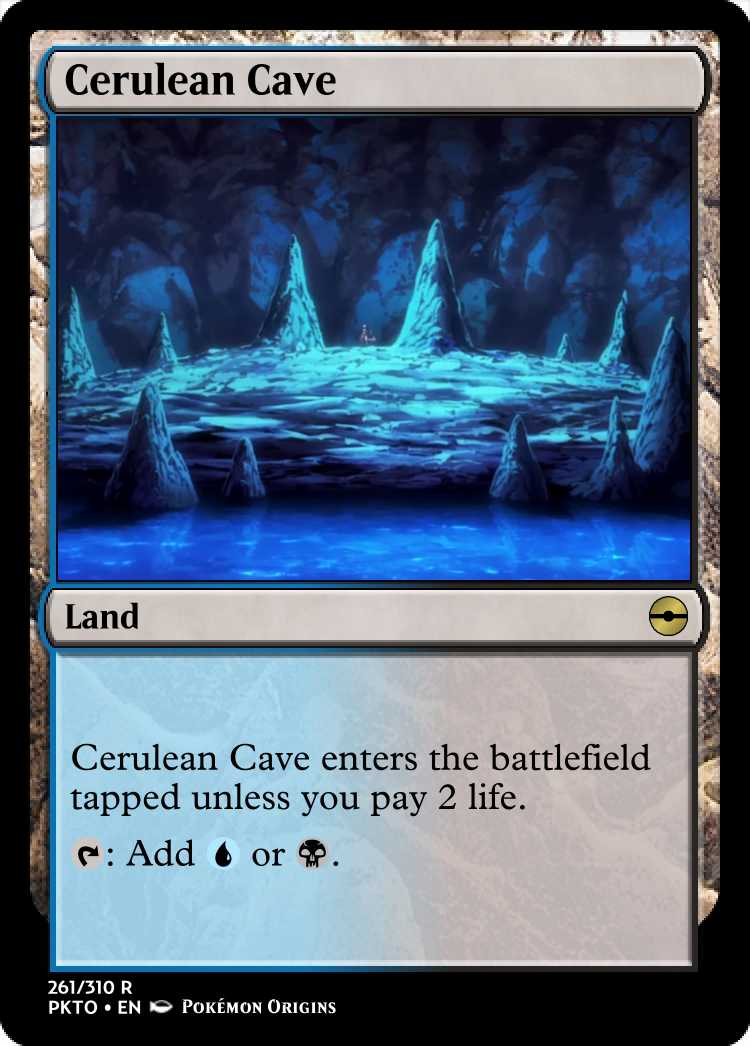 Cerulean Cave
Land
Cerulean Cave enters the battlefield
tapped unless you pay 2 life.
: Add or .
261/310 R
PKTO • EN Pokémon Origins